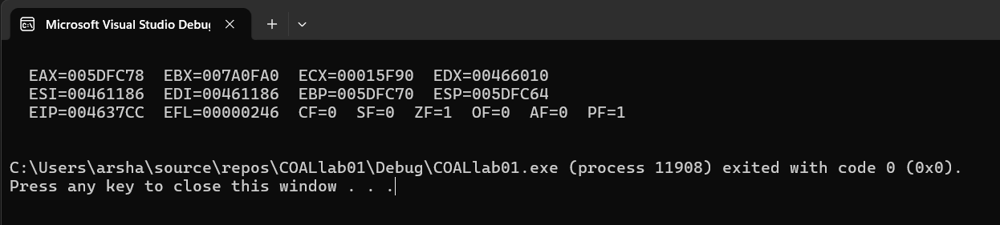 Microsoft Visual Studio Debu
EAX=005DFC78  EBX=007A0FA0  ECX=00015F90  EDX=00466010
ESI=00461186  EDI=00461186  EBP=005DFC70  ESP=005DFC64
EIP=004637CC  EFL=00000246  CF=0  SF=0  ZF=1  OF=0  AF=0  PF=1
C:\Users\arsha\source\repos\COALlab01\Debug\COALlab01.exe (process 11908) exited with code 0 (0x0).
Press any key to close this window . . .